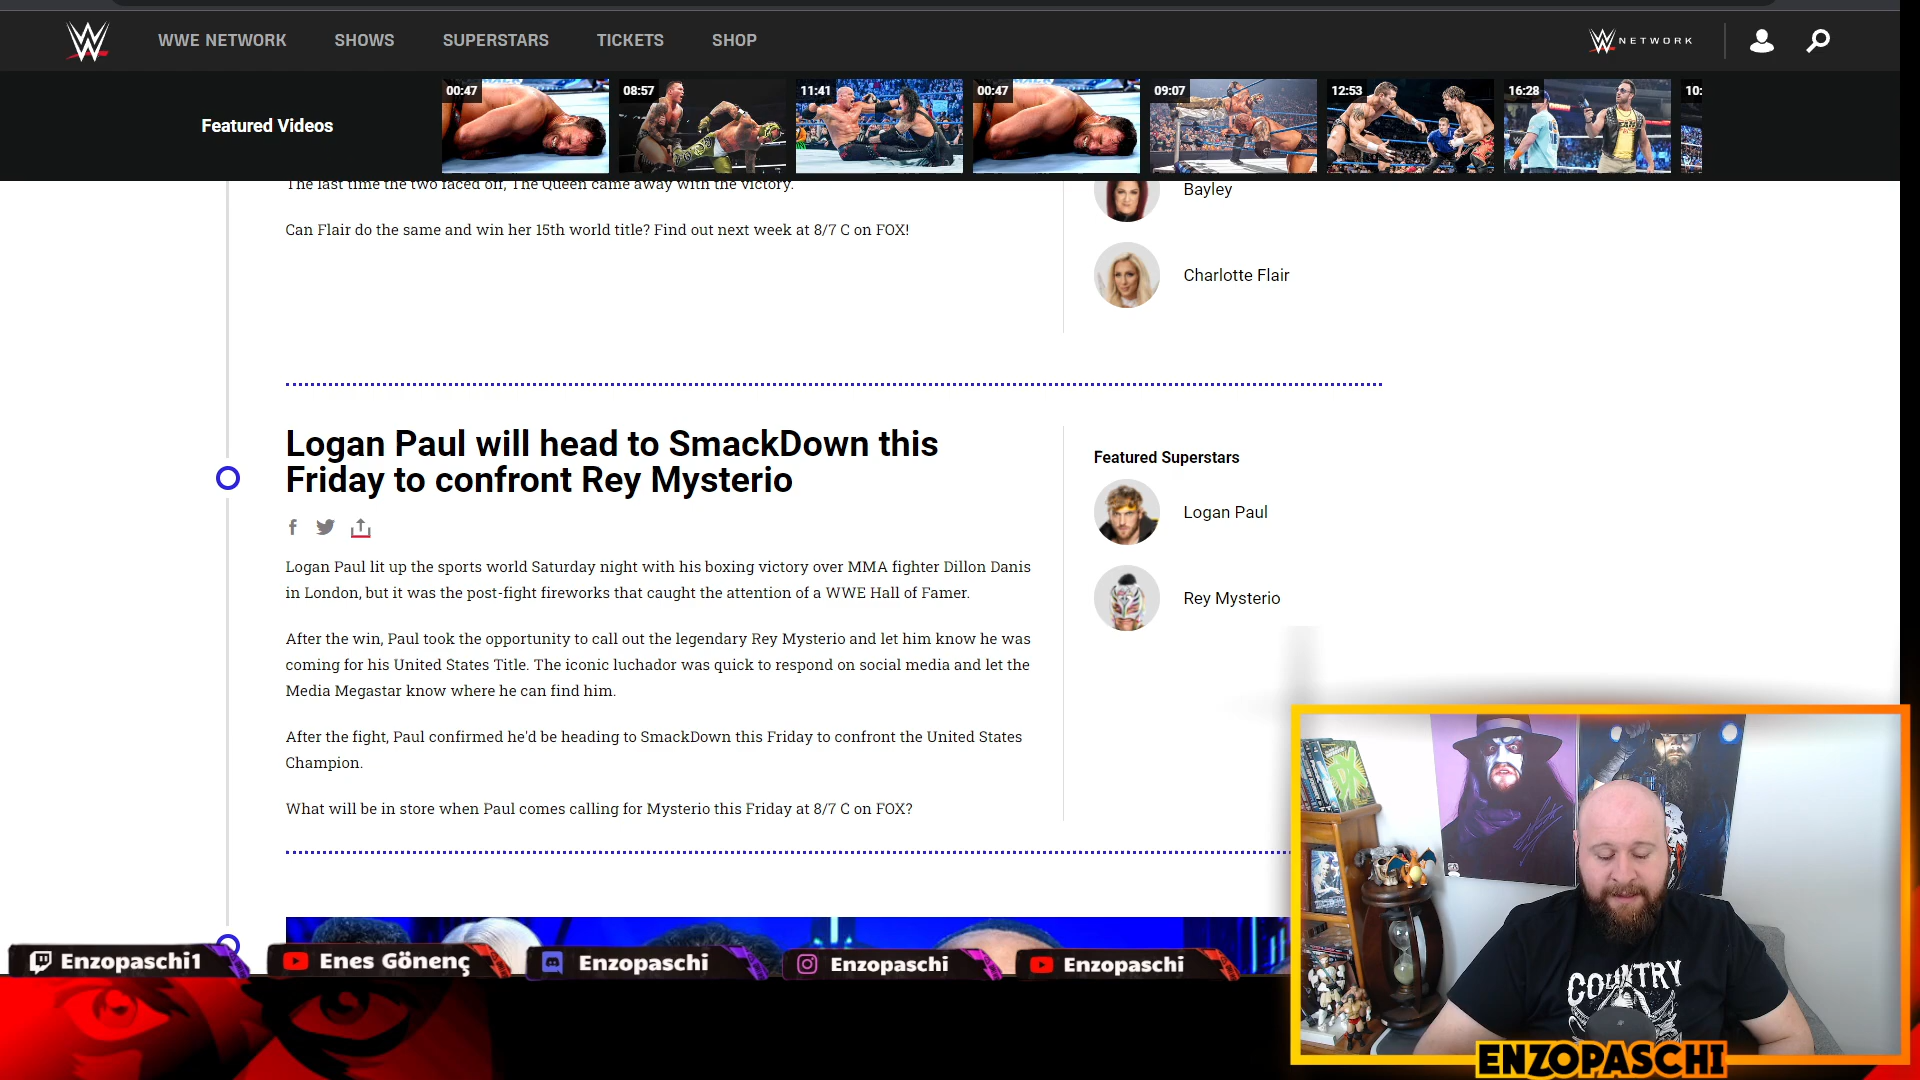 WWE NETWORK
SHOWS
SUPERSTARS
TICKETS
SHOP
NETWORK
Featured Videos
00:47
08:57
11:41
00:47
09:07
12:53
16:28
10:
The last time the two faced off, The Queen came away with the victory.
Can Flair do the same and win her 15th world title? Find out next week at 8/7 C on FOX!
Bayley
Charlotte Flair
Logan Paul will head to SmackDown this
Friday to confront Rey Mysterio
Logan Paul lit up the sports world Saturday night with his boxing victory over MMA fighter Dillon Danis
in London, but it was the post-fight fireworks that caught the attention of a WWE Hall of Famer.
After the win, Paul took the opportunity to call out the legendary Rey Mysterio and let him know he was
coming for his United States Title. The iconic luchador was quick to respond on social media and let the
Media Megastar know where he can find him.
After the fight, Paul confirmed he'd be heading to SmackDown this Friday to confront the United States
Champion.
What will be in store when Paul comes calling for Mysterio this Friday at 8/7 C on FOX?
Featured Superstars
Logan Paul
Rey Mysterio
Enzopaschi1
Enes Gönenç
Enzopaschi
Enzopaschi
Enzopaschi
COUNTRY
ENZOPASCHI